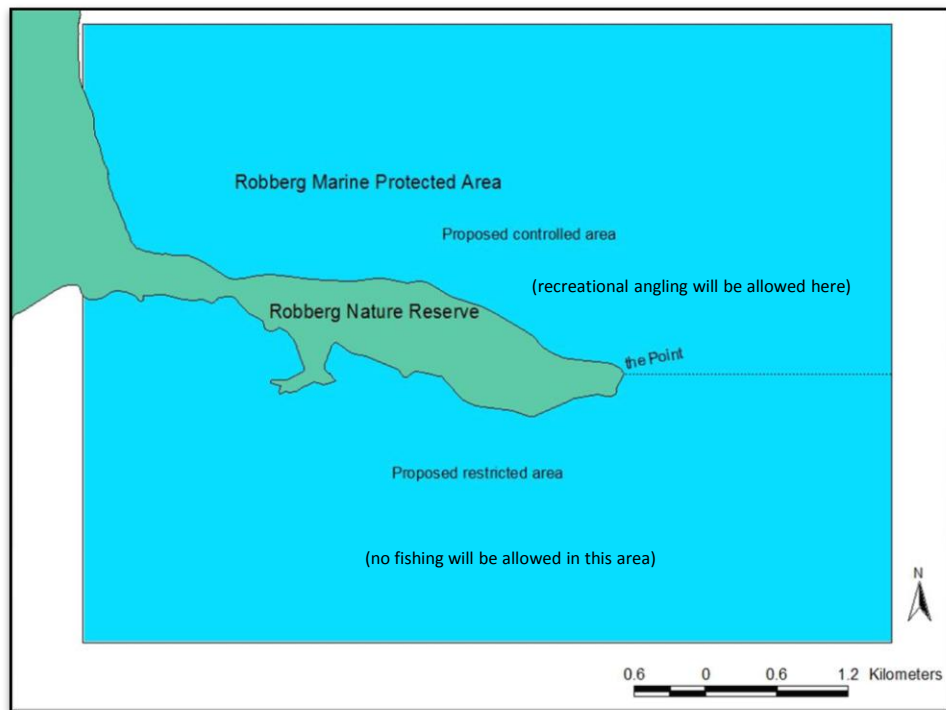 Robberg Marine Protected Area
Proposed controlled area
(recreational angling will be allowed here)
Robberg Nature Reserve
the Point
Proposed restricted area
(no fishing will be allowed in this area)
N
0.6 0 0.6 1.2 Kilometers